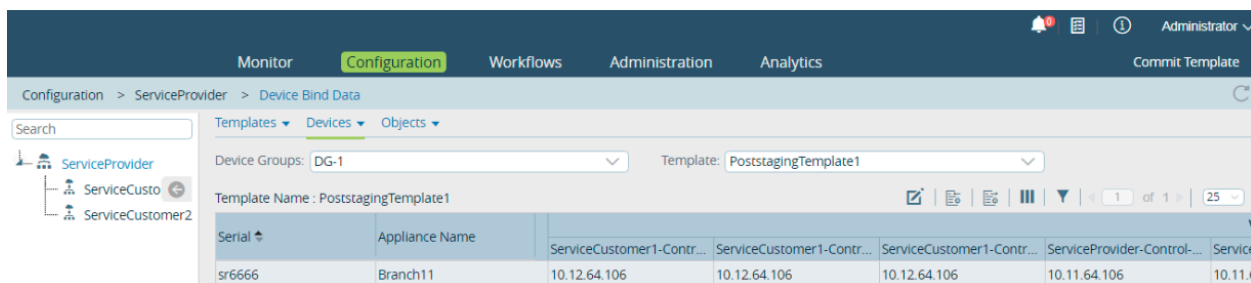 0
Administrator
Monitor Configuration Workflows Administration Analytics Commit Template
Configuration > ServiceProvider > Device Bind Data
Search
Templates Devices Objects
ServiceProvider
ServiceCusto
ServiceCustomer2
Device Groups: DG-1 Template: PoststagingTemplate1
Template Name : PoststagingTemplate1 1 of 1 25
Serial Appliance Name
ServiceCustomer1-Contr... ServiceCustomer1-Contr... ServiceCustomer1-Contr... ServiceProvider-Control-... Service
sr6666 Branch11 10.12.64.106 10.12.64.106 10.12.64.106 10.11.64.106 10.11.